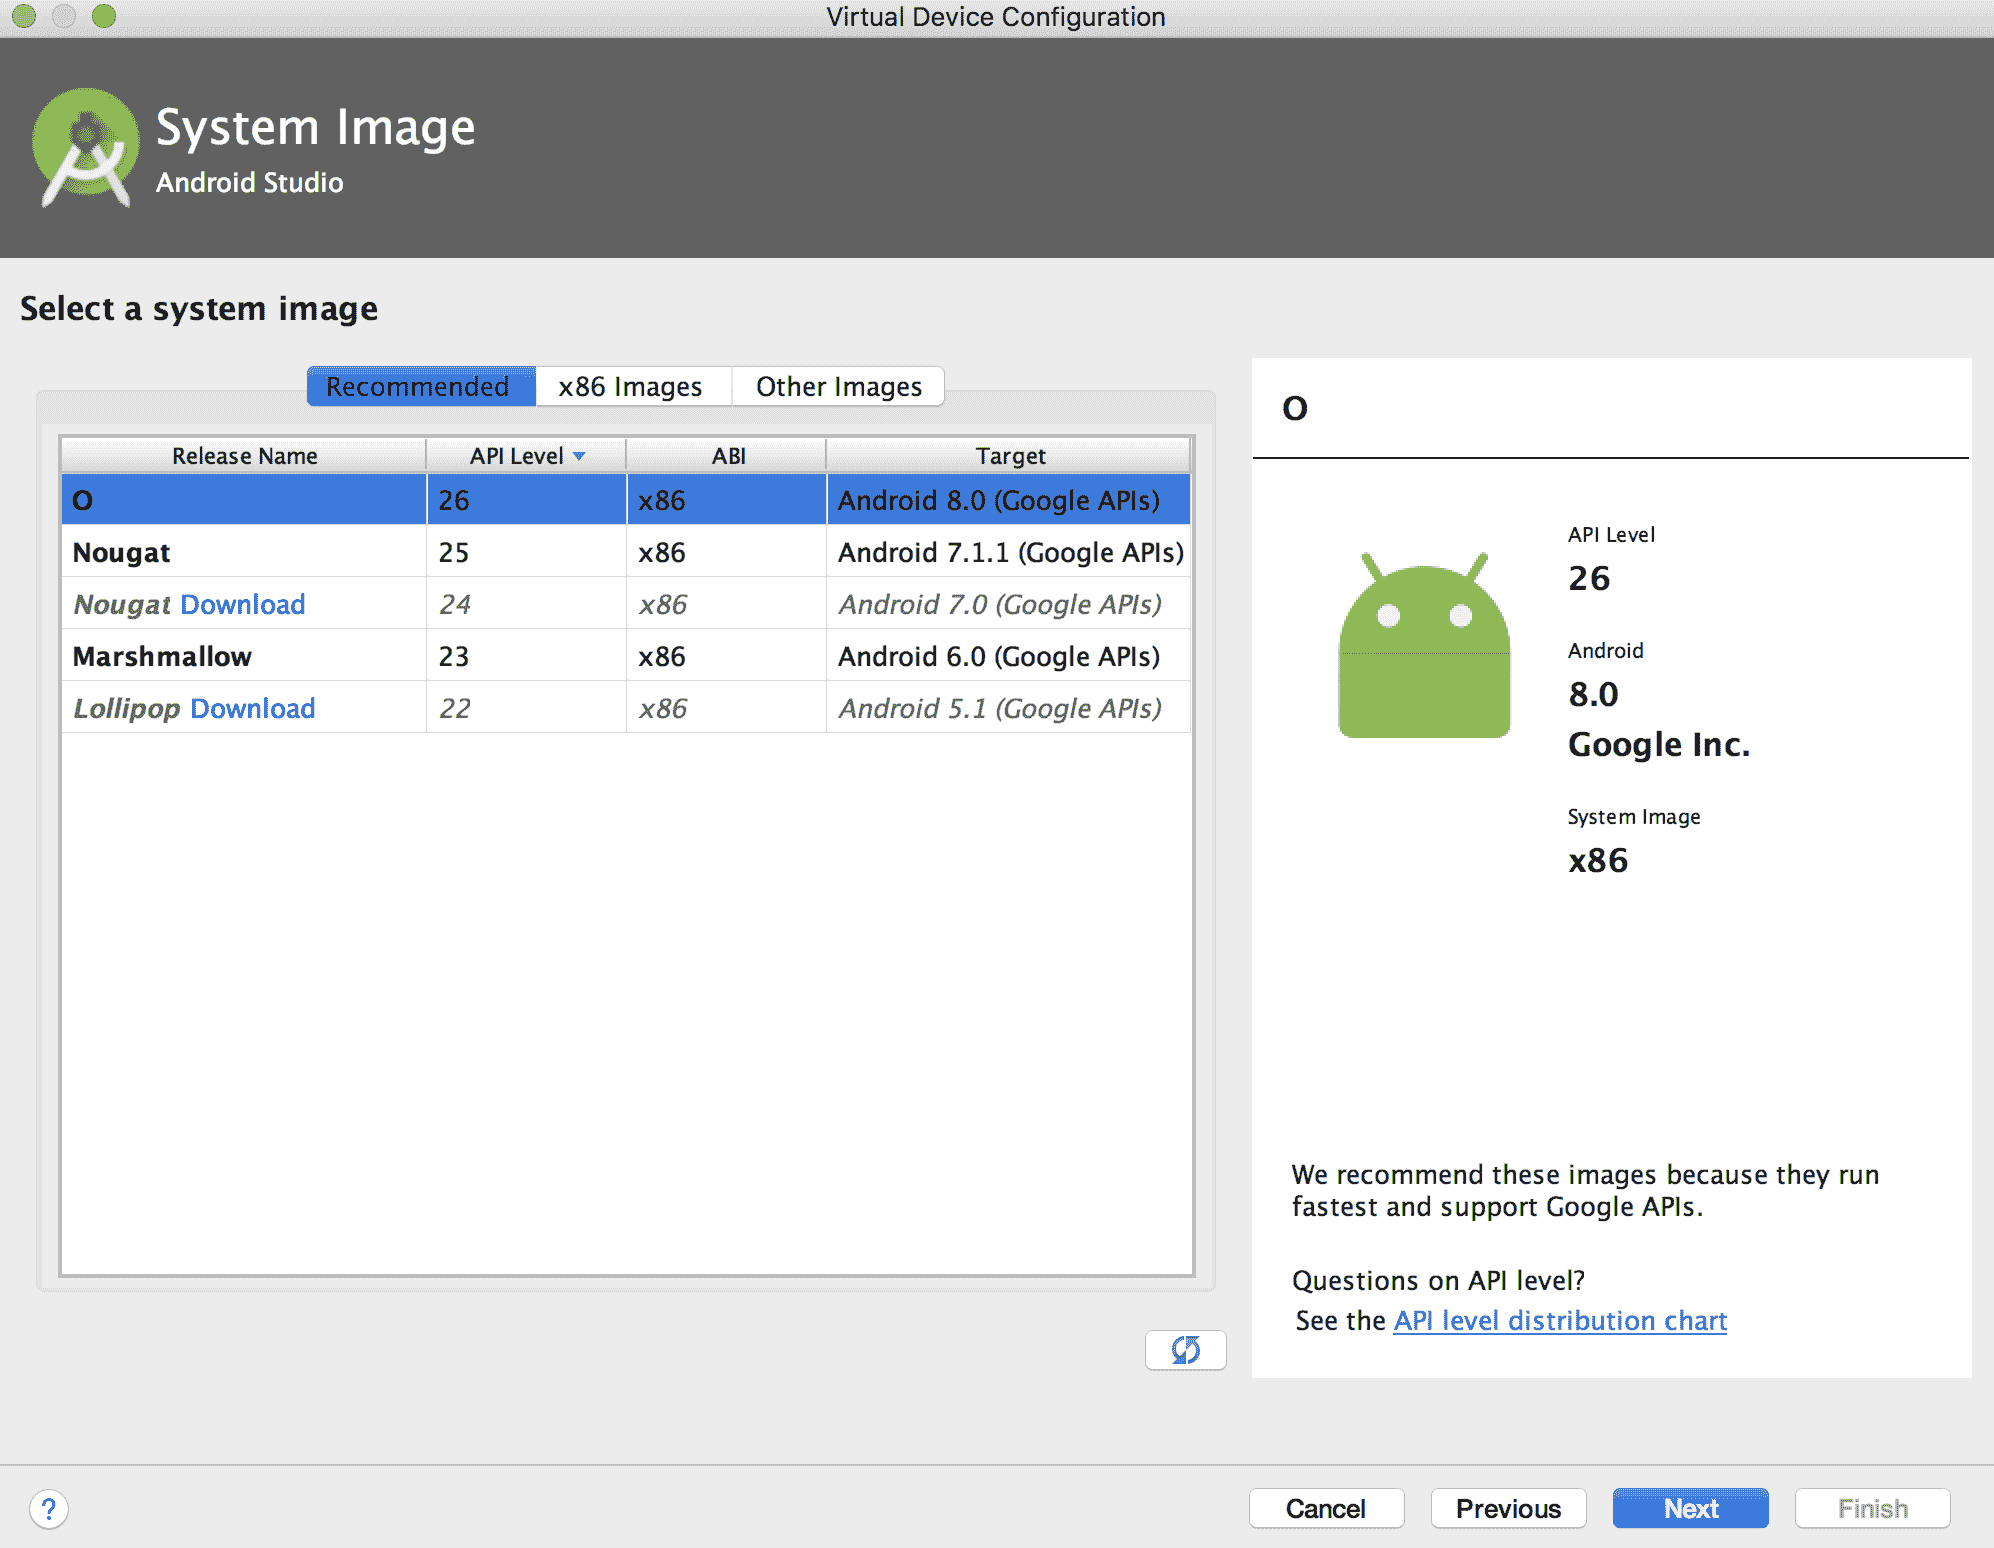 Virtual Device Configuration
System Image
Android Studio
Select a system image
Recommended x86 Images Other Images
Release Name API Level ABI Target
O 26 x86 Android 8.0 (Google APIs)
Nougat 25 x86 Android 7.1.1 (Google APIs)
Nougat Download 24 x86 Android 7.0 (Google APIs)
Marshmallow 23 x86 Android 6.0 (Google APIs)
Lollipop Download 22 x86 Android 5.1 (Google APIs)
O
API Level
26
Android
8.0
Google Inc.
System Image
x86
We recommend these images because they run
fastest and support Google APIs.
Questions on API level?
See the API level distribution chart
? Cancel Previous Next Finish